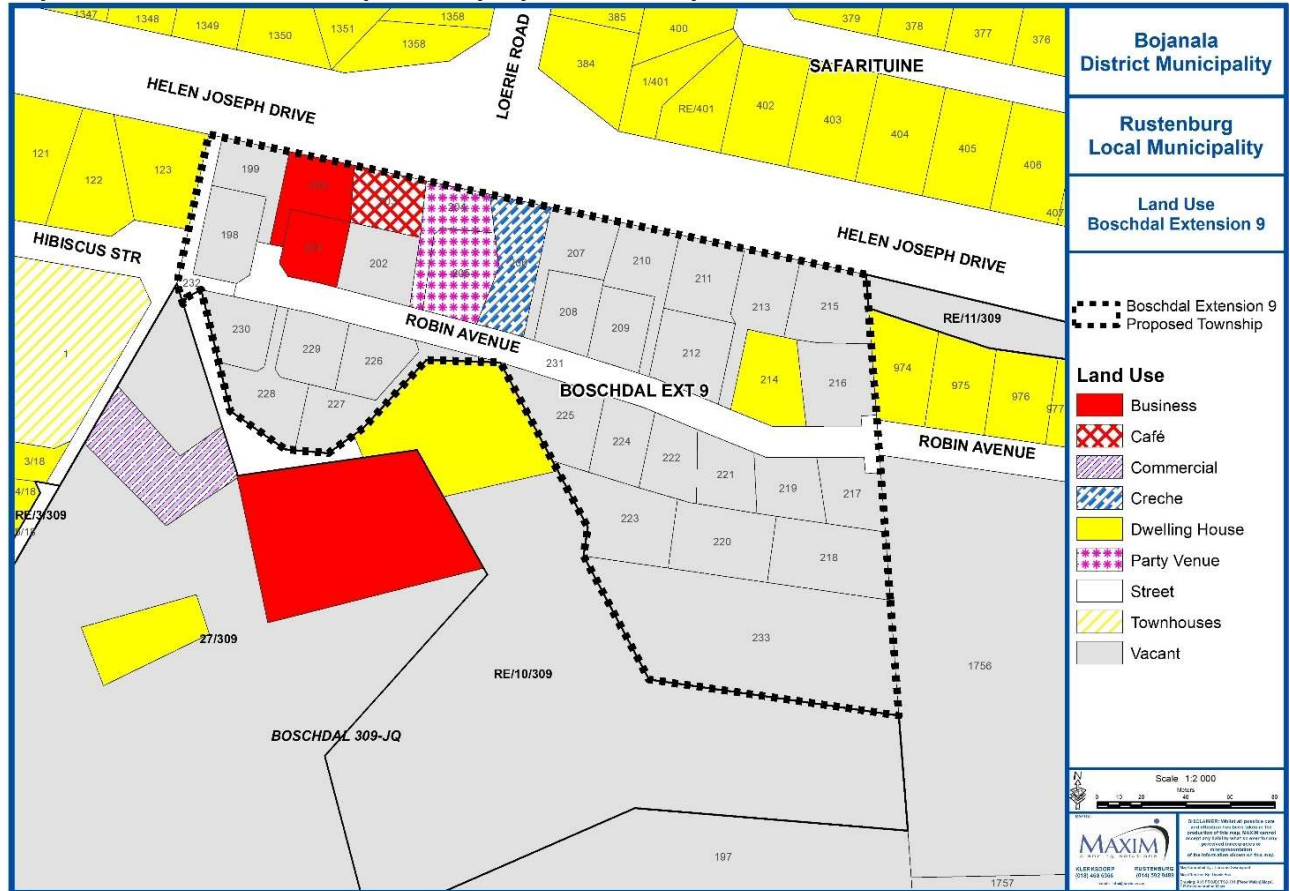 1347
1348
1349
1350
1351
1358
1358
385
400
379
378
377
376
384
1/401
RE/401
402
403
404
405
406
407
SAFARITUINE
LOERIE ROAD
HELEN JOSEPH DRIVE
121
122
123
199
198
202
HIBISCUS STR
232
207
210
211
213
215
208
209
212
214
216
HELEN JOSEPH DRIVE
RE/11/309
974
975
976
977
ROBIN AVENUE
ROBIN AVENUE
231
BOSCHDAL EXT 9
230
229
226
228
227
225
224
222
221
219
217
223
220
218
233
1
3/18
4/18
RE/3/309
27/309
RE/10/309
BOSCHDAL 309-JQ
1756
197
1757
Bojanala
District Municipality
Rustenburg
Local Municipality
Land Use
Boschdal Extension 9
Boschdal Extension 9
Proposed Township
Land Use
Business
Café
Commercial
Creche
Dwelling House
Party Venue
Street
Townhouses
Vacant
N
Scale 1:2 000
Meters
MAXIM
planning solutions
KLERKSDORP
RUSTENBURG